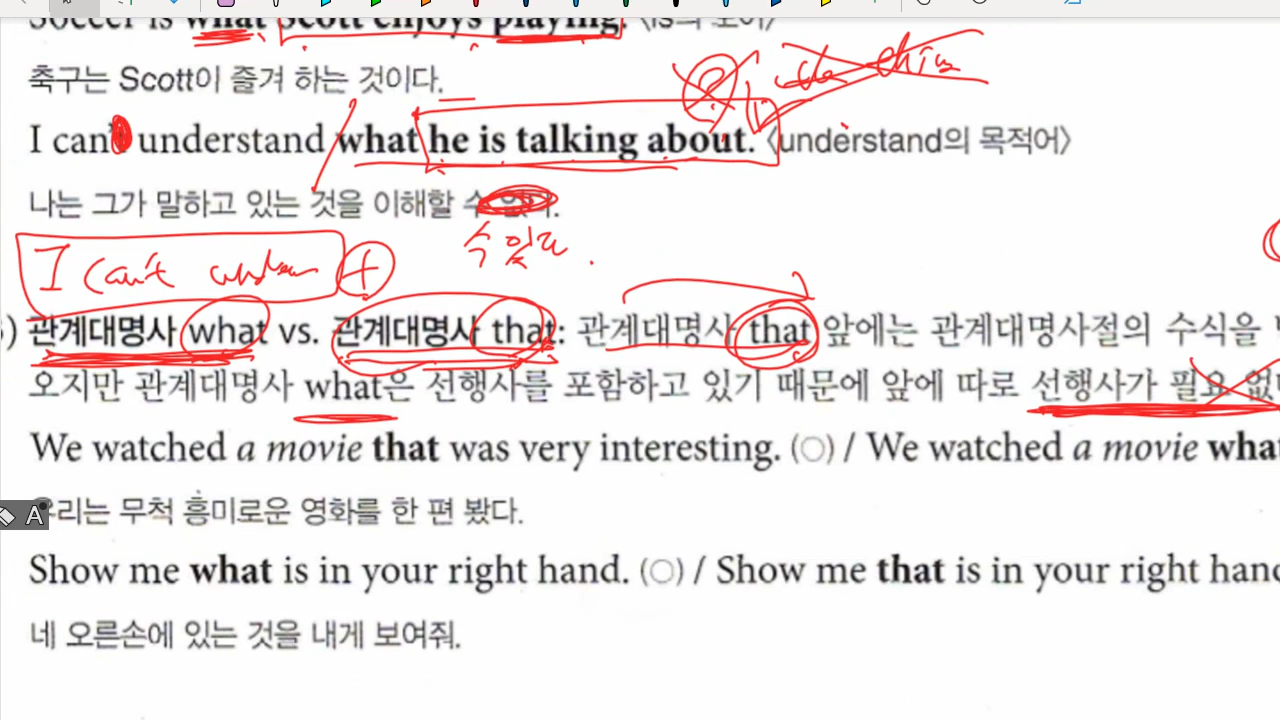 Soccer is what Scott enjoys playing. 〈is의 보어〉
축구는 Scott이 즐겨 하는 것이다.
I can understand what he is talking about. 〈understand의 목적어〉
나는 그가 말하고 있는 것을 이해할 수
수 있다.
I can't +
) 관계대명사 what vs. 관계대명사 that: 관계대명사 that 앞에는 관계대명사절의 수식을
오지만 관계대명사 what은 선행사를 포함하고 있기 때문에 앞에 따로 선행사가 필요 없
We watched a movie that was very interesting. (○) / We watched a movie wha
A 우리는 무척 흥미로운 영화를 한 편 봤다.
Show me what is in your right hand. (○) / Show me that is in your right han
네 오른손에 있는 것을 내게 보여줘.